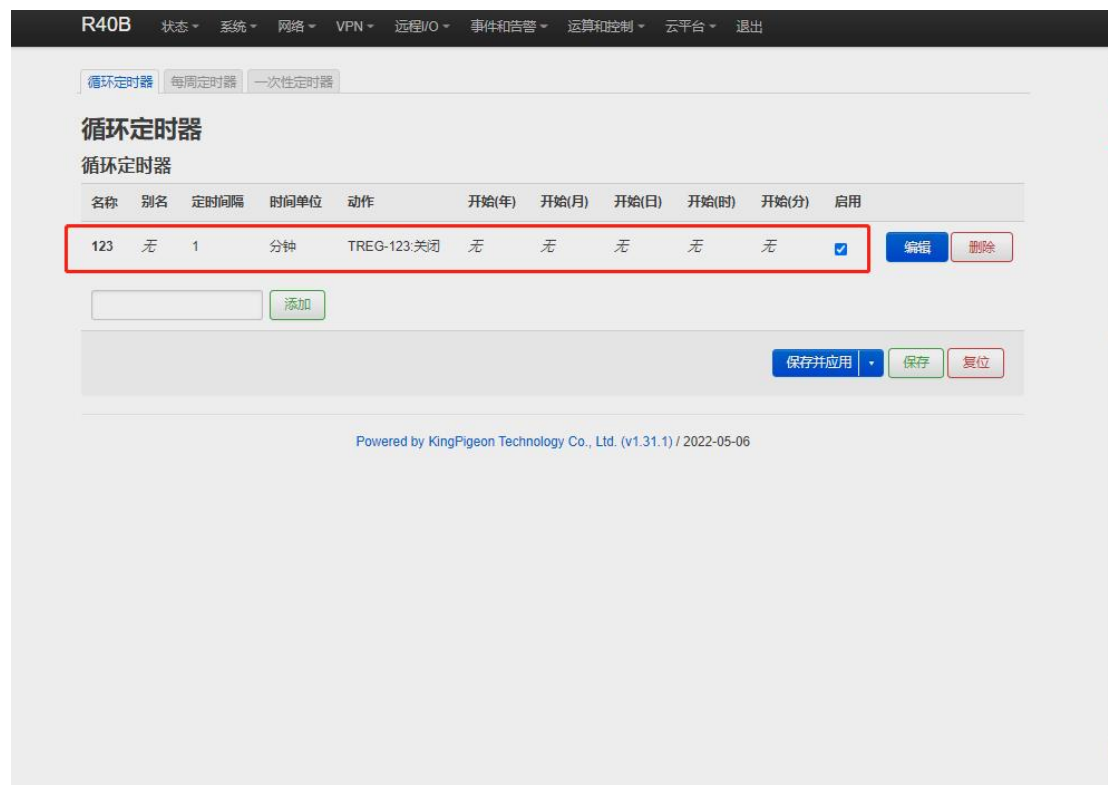 R40B 状态 系统 网络 VPN 远程I/O 事件和告警 运算和控制 云平台 退出
循环定时器 每周定时器 一次性定时器
循环定时器
循环定时器
名称 别名 定时间隔 时间单位 动作 开始(年) 开始(月) 开始(日) 开始(时) 开始(分) 启用
123 无 1 分钟 TREG-123:关闭 无 无 无 无 无 编辑 删除
添加
保存并应用 保存 复位
Powered by KingPigeon Technology Co., Ltd. (v1.31.1) / 2022-05-06